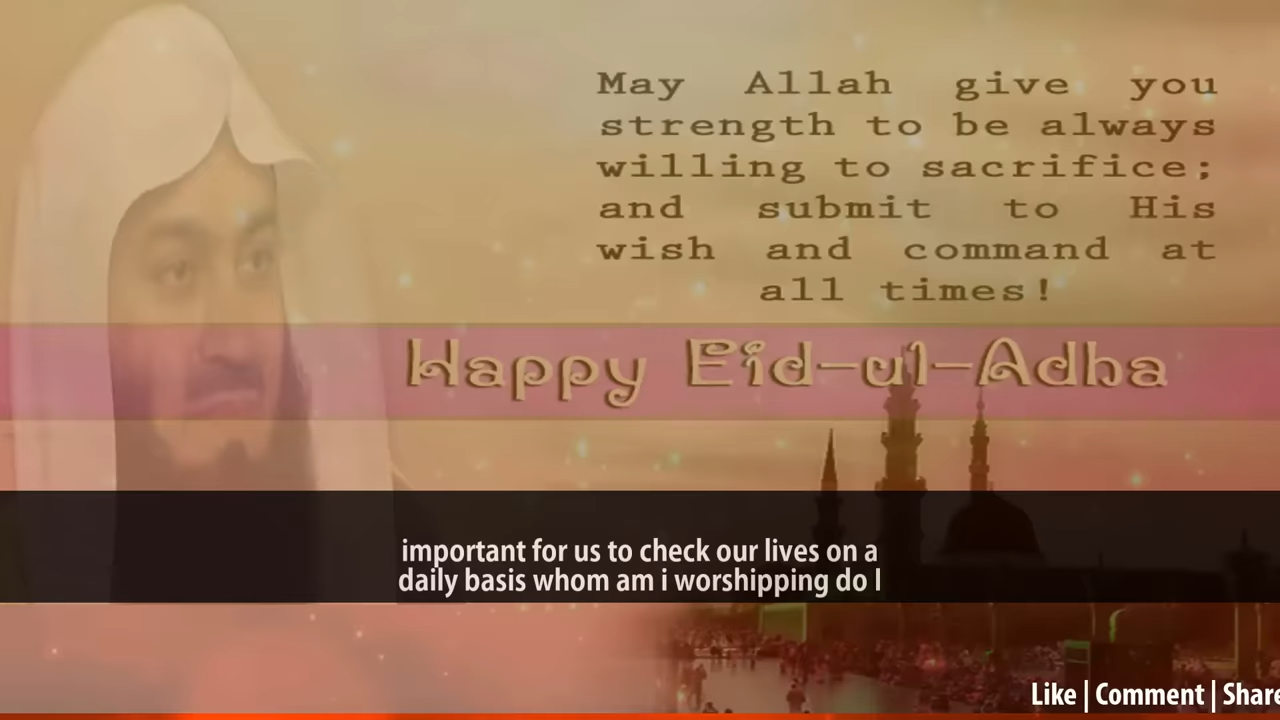 May Allah give you
strength to be always
willing to sacrifice;
and submit to His
wish and command at
all times!
Happy Eid-ul-Adha
important for us to check our lives on a
daily basis whom am i worshipping do I
Like | Comment | Share